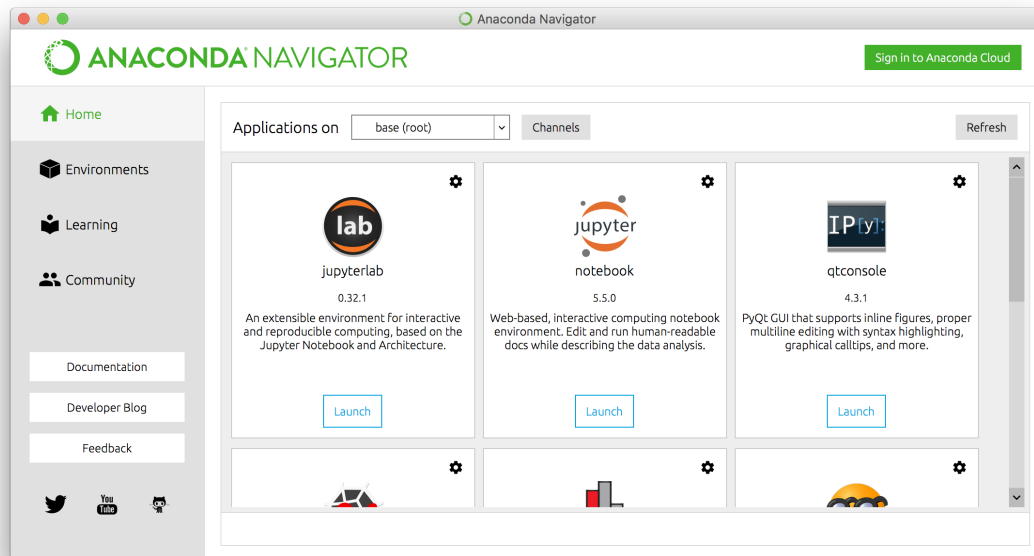 Anaconda Navigator
ANACONDA NAVIGATOR
Sign in to Anaconda Cloud
Home
Environments
Learning
Community
Documentation
Developer Blog
Feedback
You
Tube
Applications on
base (root)
Channels
Refresh
lab
jupyterlab
0.32.1
An extensible environment for interactive
and reproducible computing, based on the
Jupyter Notebook and Architecture.
Launch
jupyter
notebook
5.5.0
Web-based, interactive computing notebook
environment. Edit and run human-readable
docs while describing the data analysis.
Launch
IP[y]:
qtconsole
4.3.1
PyQt GUI that supports inline figures, proper
multiline editing with syntax highlighting,
graphical calltips, and more.
Launch